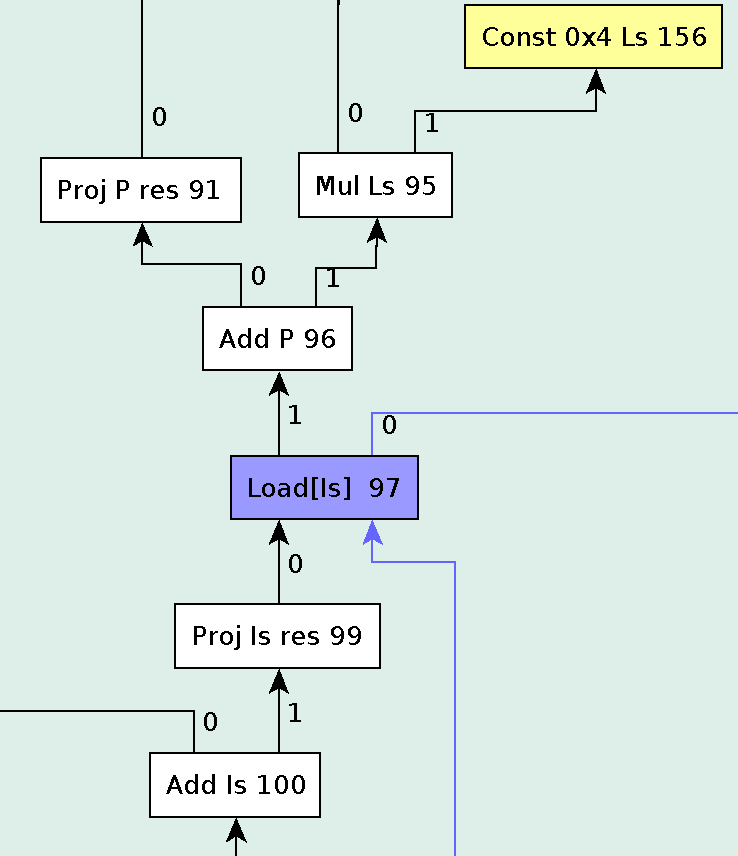 Const 0x4 Ls 156
0
0
1
Proj P res 91
Mul Ls 95
0
1
Add P 96
1
0
Load[Is]  97
0
Proj Is res 99
0
1
Add Is 100